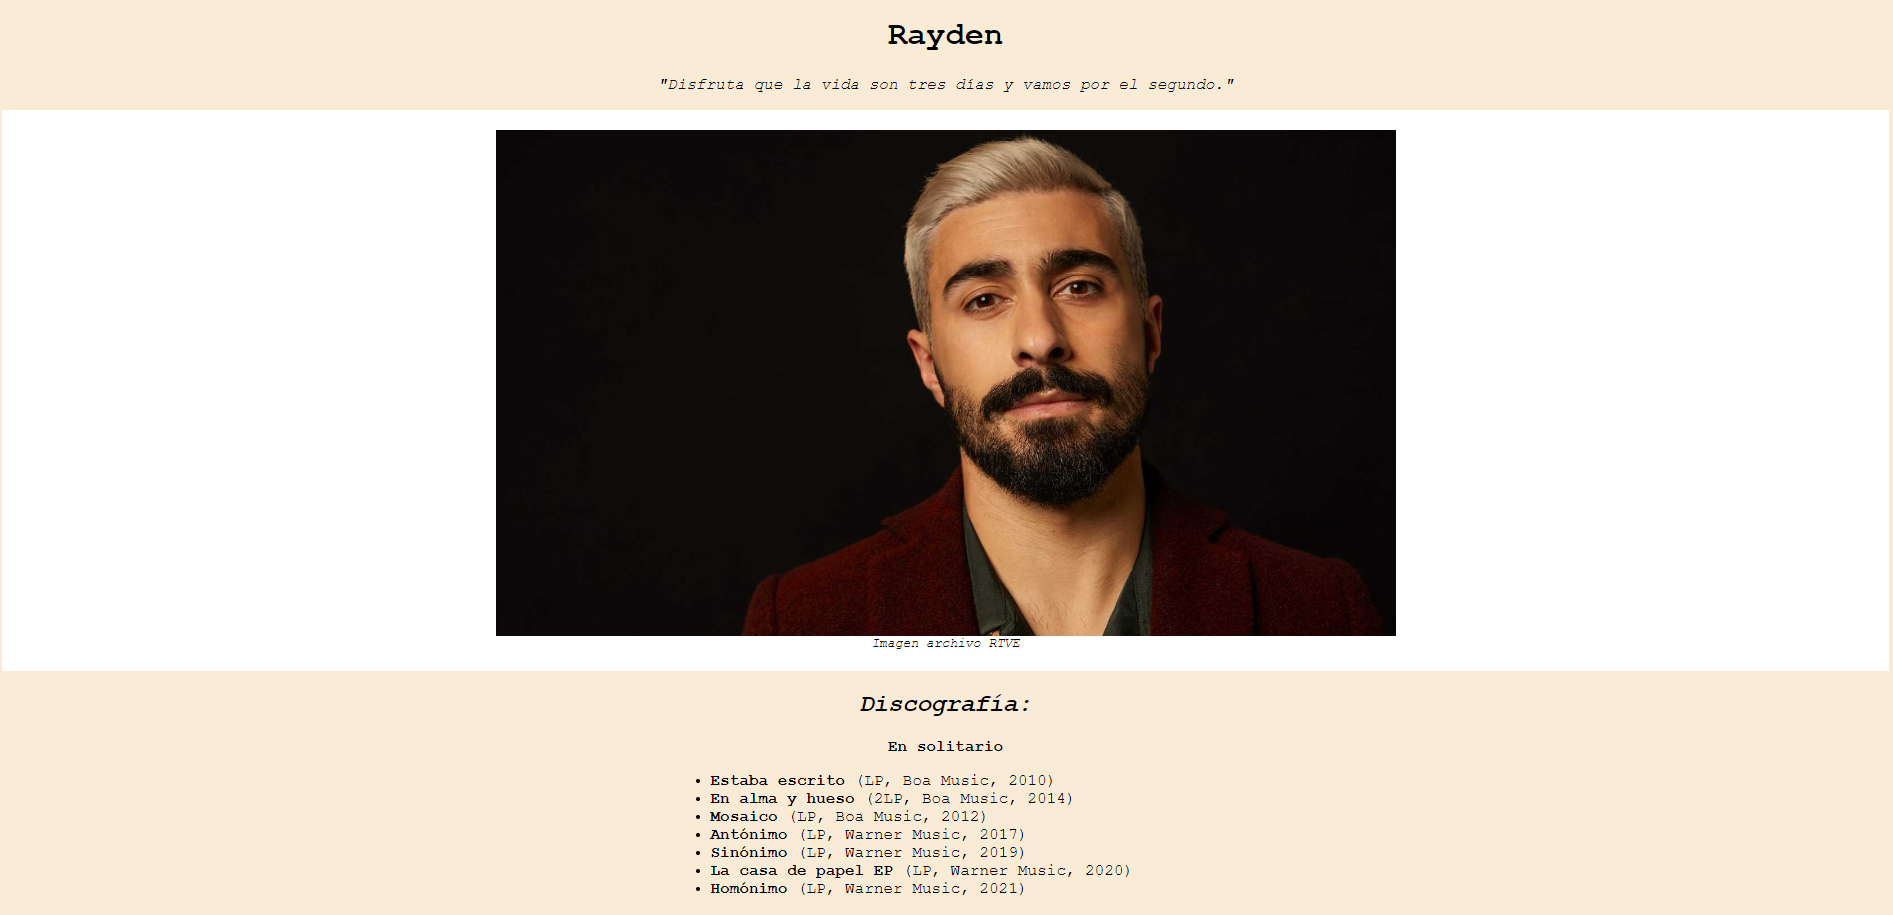 Rayden
"Disfruta que la vida son tres días y vamos por el segundo."
Imagen archivo RTVE
Discografía:
En solitario
• Estaba escrito (LP, Boa Music, 2010)
• En alma y hueso (2LP, Boa Music, 2014)
• Mosaico (LP, Boa Music, 2012)
• Antónimo (LP, Warner Music, 2017)
• Sinónimo (LP, Warner Music, 2019)
• La casa de papel EP (LP, Warner Music, 2020)
• Homónimo (LP, Warner Music, 2021)